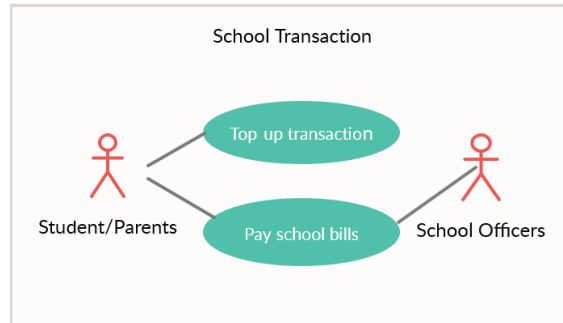 School Transaction
Top up transaction
Student/Parents
Pay school bills
School Officers